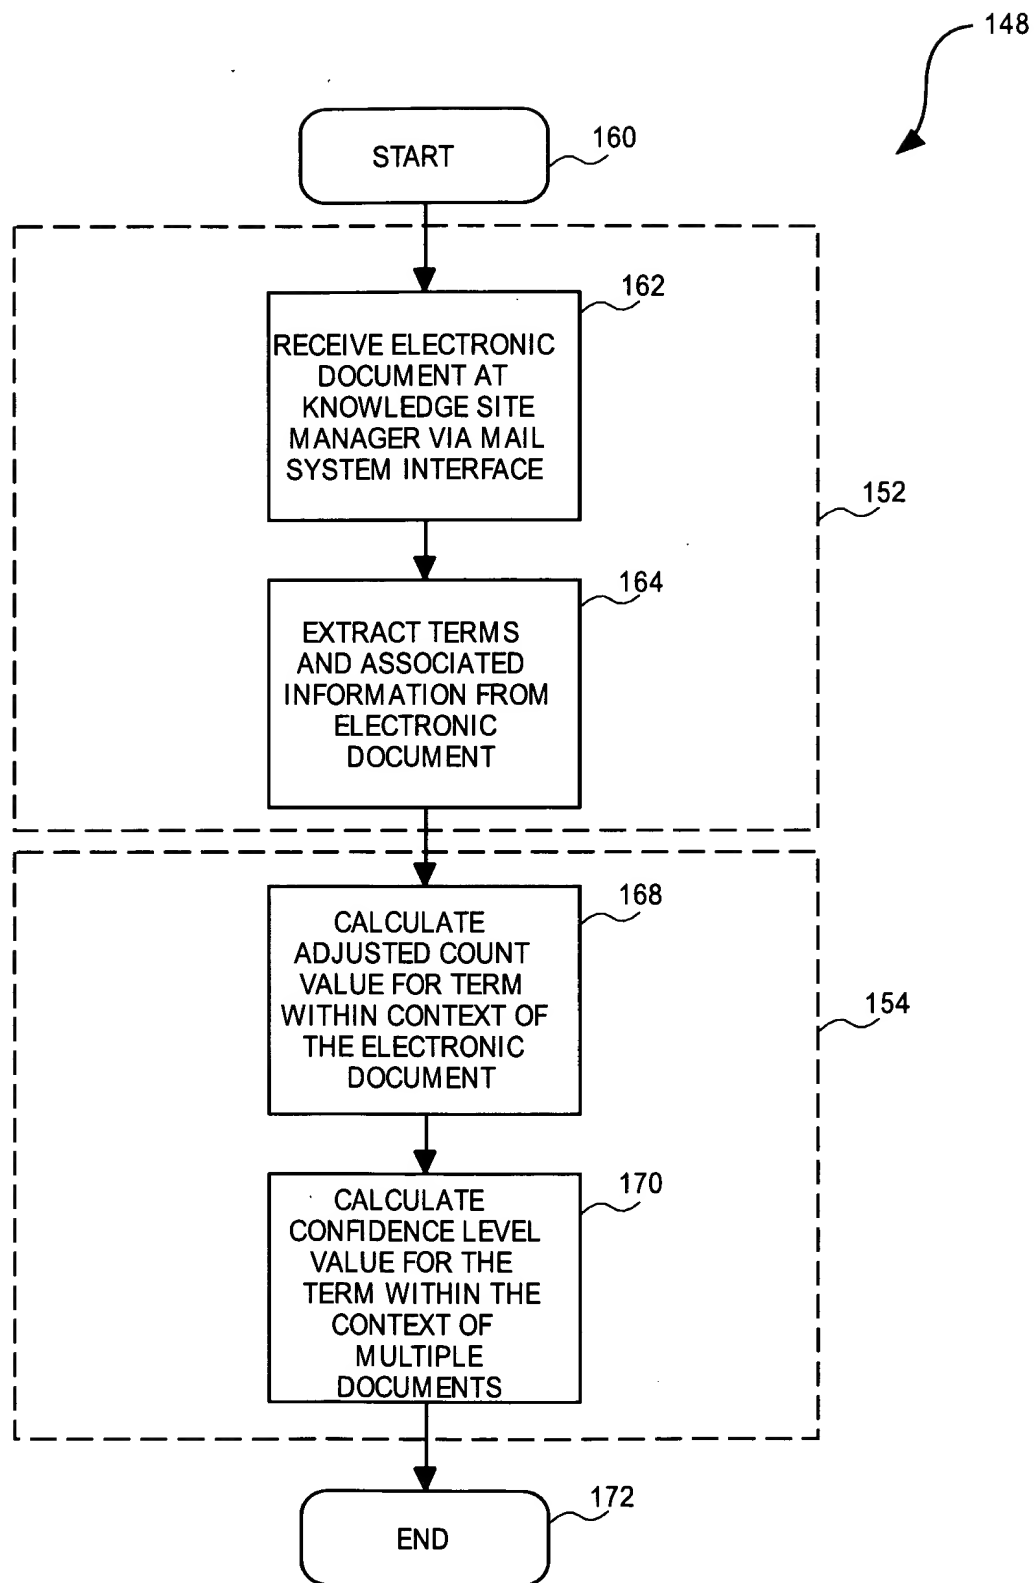 148
START
160
162
RECEIVE ELECTRONIC
DOCUMENT AT
KNOWLEDGE SITE
MANAGER VIA MAIL
SYSTEM INTERFACE
152
164
EXTRACT TERMS
AND ASSOCIATED
INFORMATION FROM
ELECTRONIC
DOCUMENT
168
CALCULATE
ADJUSTED COUNT
VALUE FOR TERM
WITHIN CONTEXT OF
THE ELECTRONIC
DOCUMENT
154
170
CALCULATE
CONFIDENCE LEVEL
VALUE FOR THE
TERM WITHIN THE
CONTEXT OF
MULTIPLE
DOCUMENTS
172
END